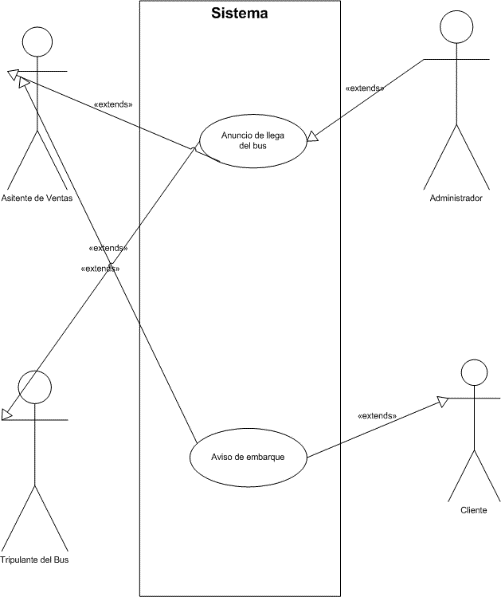 Sistema
«extends»
«extends»
Anuncio de llega
del bus
Asitente de Ventas
Administrador
«extends»
«extends»
«extends»
Aviso de embarque
Cliente
Tripulante del Bus